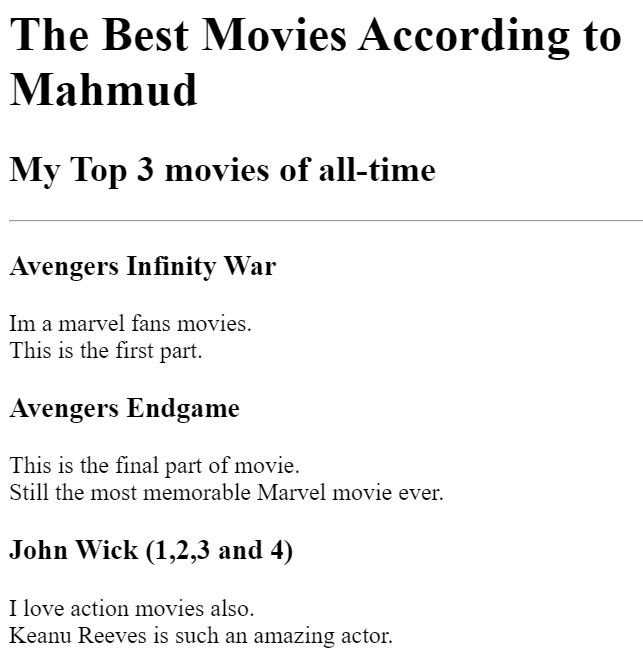 The Best Movies According to
Mahmud
My Top 3 movies of all-time
Avengers Infinity War
Im a marvel fans movies.
This is the first part.
Avengers Endgame
This is the final part of movie.
Still the most memorable Marvel movie ever.
John Wick (1,2,3 and 4)
I love action movies also.
Keanu Reeves is such an amazing actor.